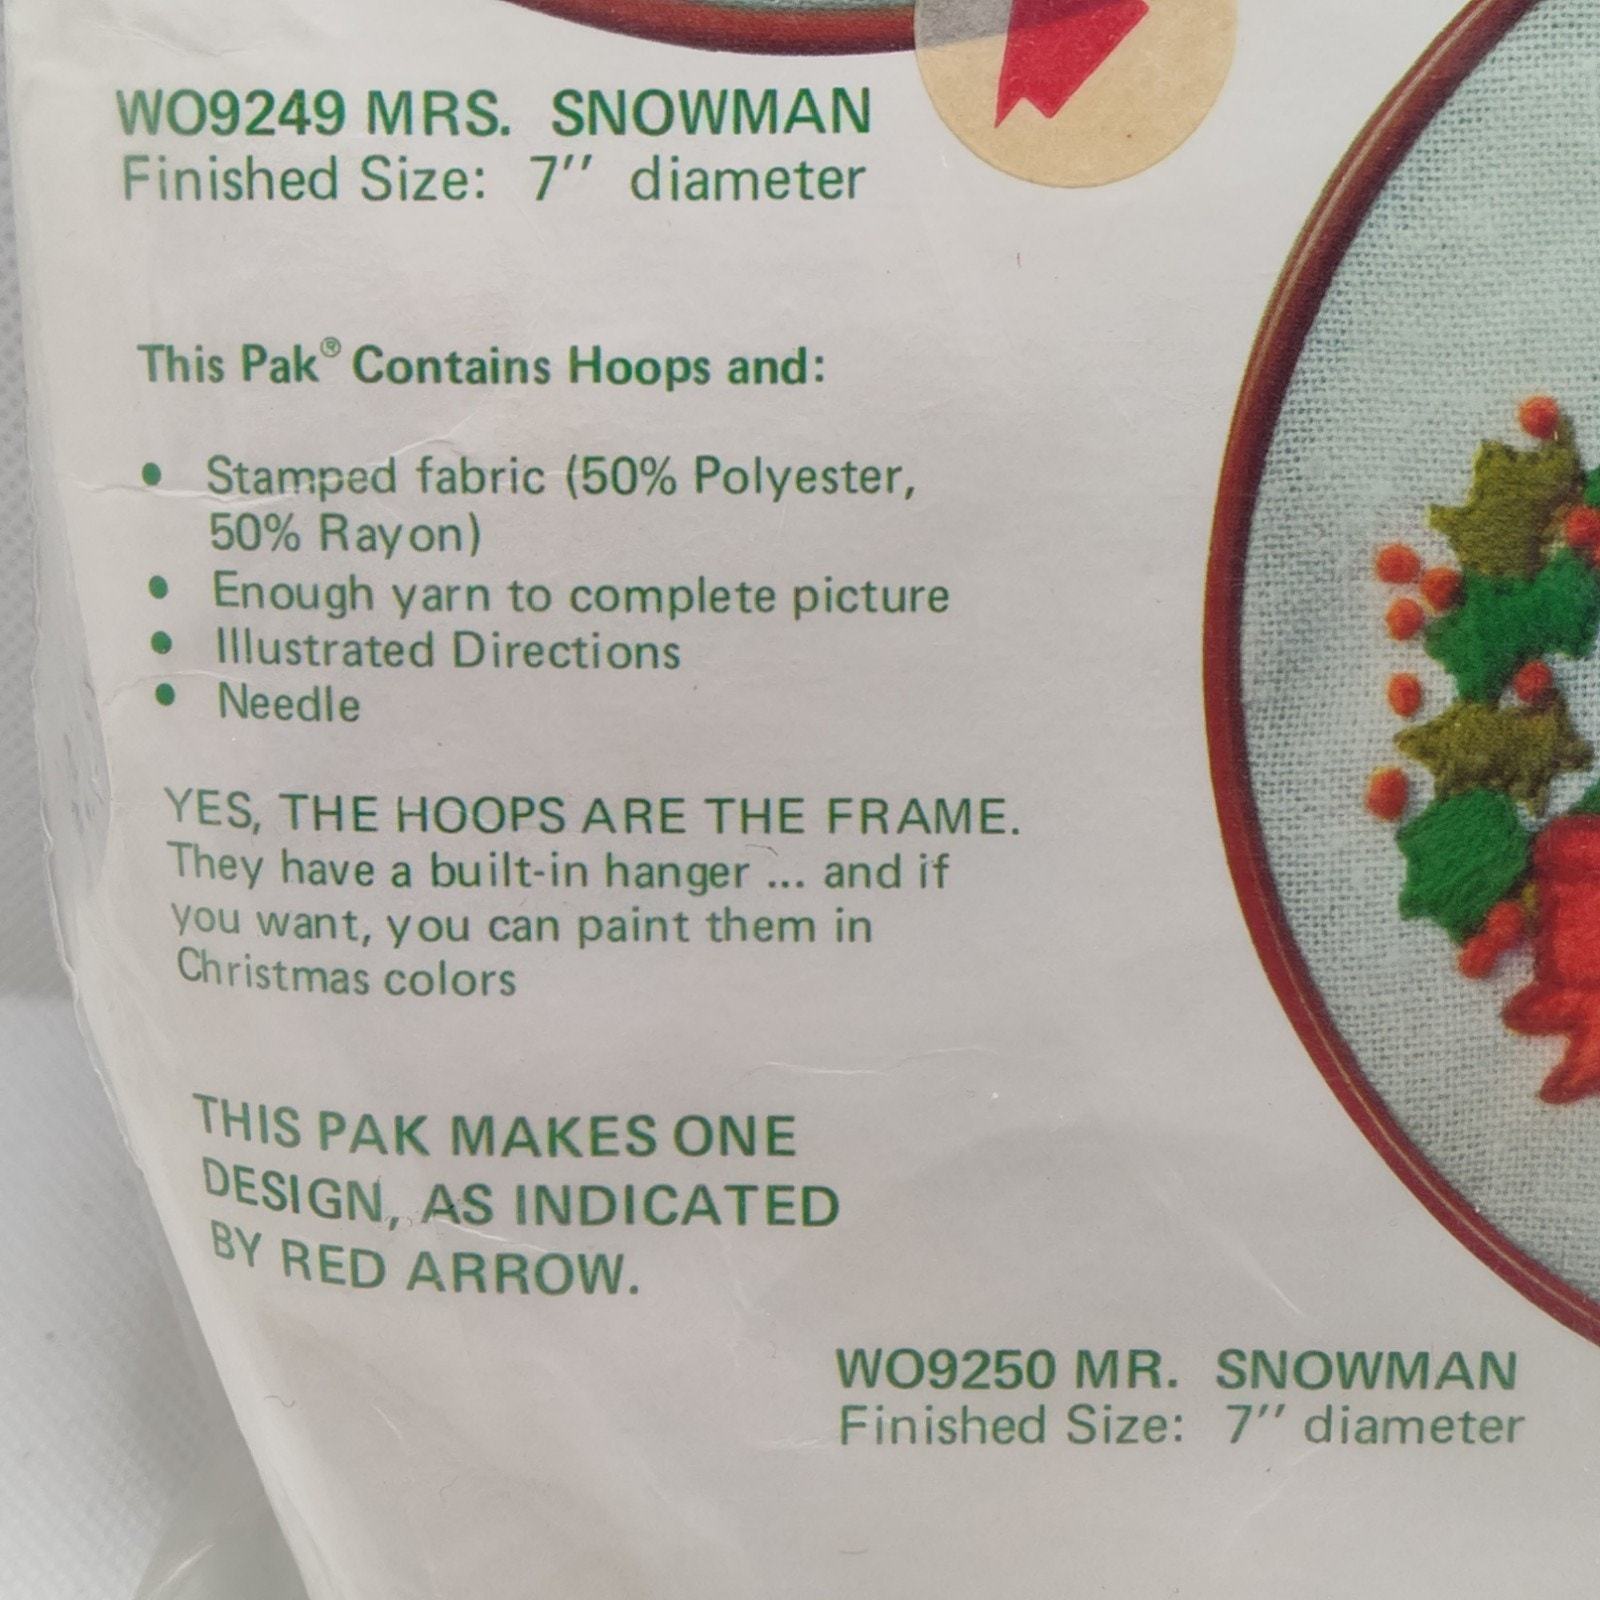 WO9249 MRS. SNOWMAN
Finished Size: 7" diameter
This Pak® Contains Hoops and:
• Stamped fabric (50% Polyester,
50% Rayon)
• Enough yarn to complete picture
• Illustrated Directions
• Needle
YES, THE HOOPS ARE THE FRAME.
They have a built-in hanger ... and if
you want, you can paint them in
Christmas colors
THIS PAK MAKES ONE
DESIGN, AS INDICATED
BY RED ARROW.
WO9250 MR. SNOWMAN
Finished Size: 7" diameter